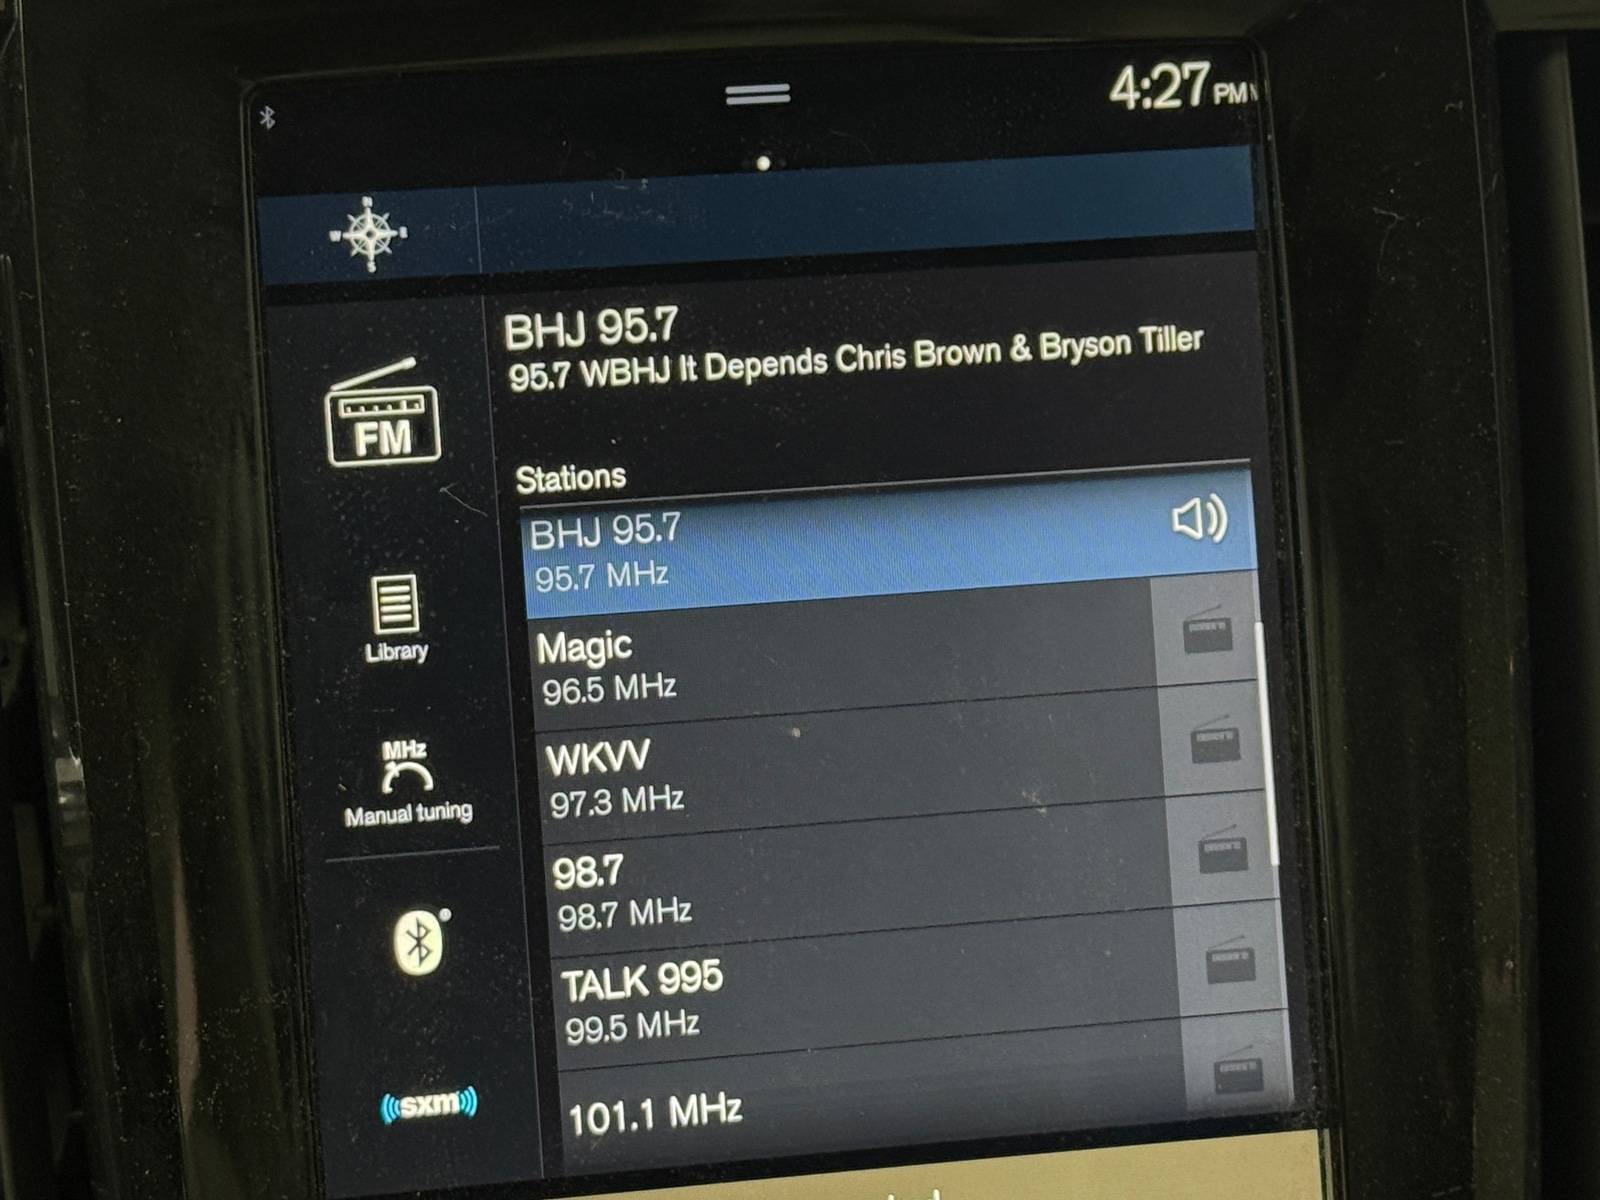 4:27 PM
N
W E
S
BHJ 95.7
95.7 WBHJ It Depends Chris Brown & Bryson Tiller
FM
Stations
BHJ 95.7
95.7 MHz
Library
Magic
96.5 MHz
MHz
Manual tuning
WKVV
97.3 MHz
98.7
98.7 MHz
TALK 995
99.5 MHz
sxm
101.1 MHz